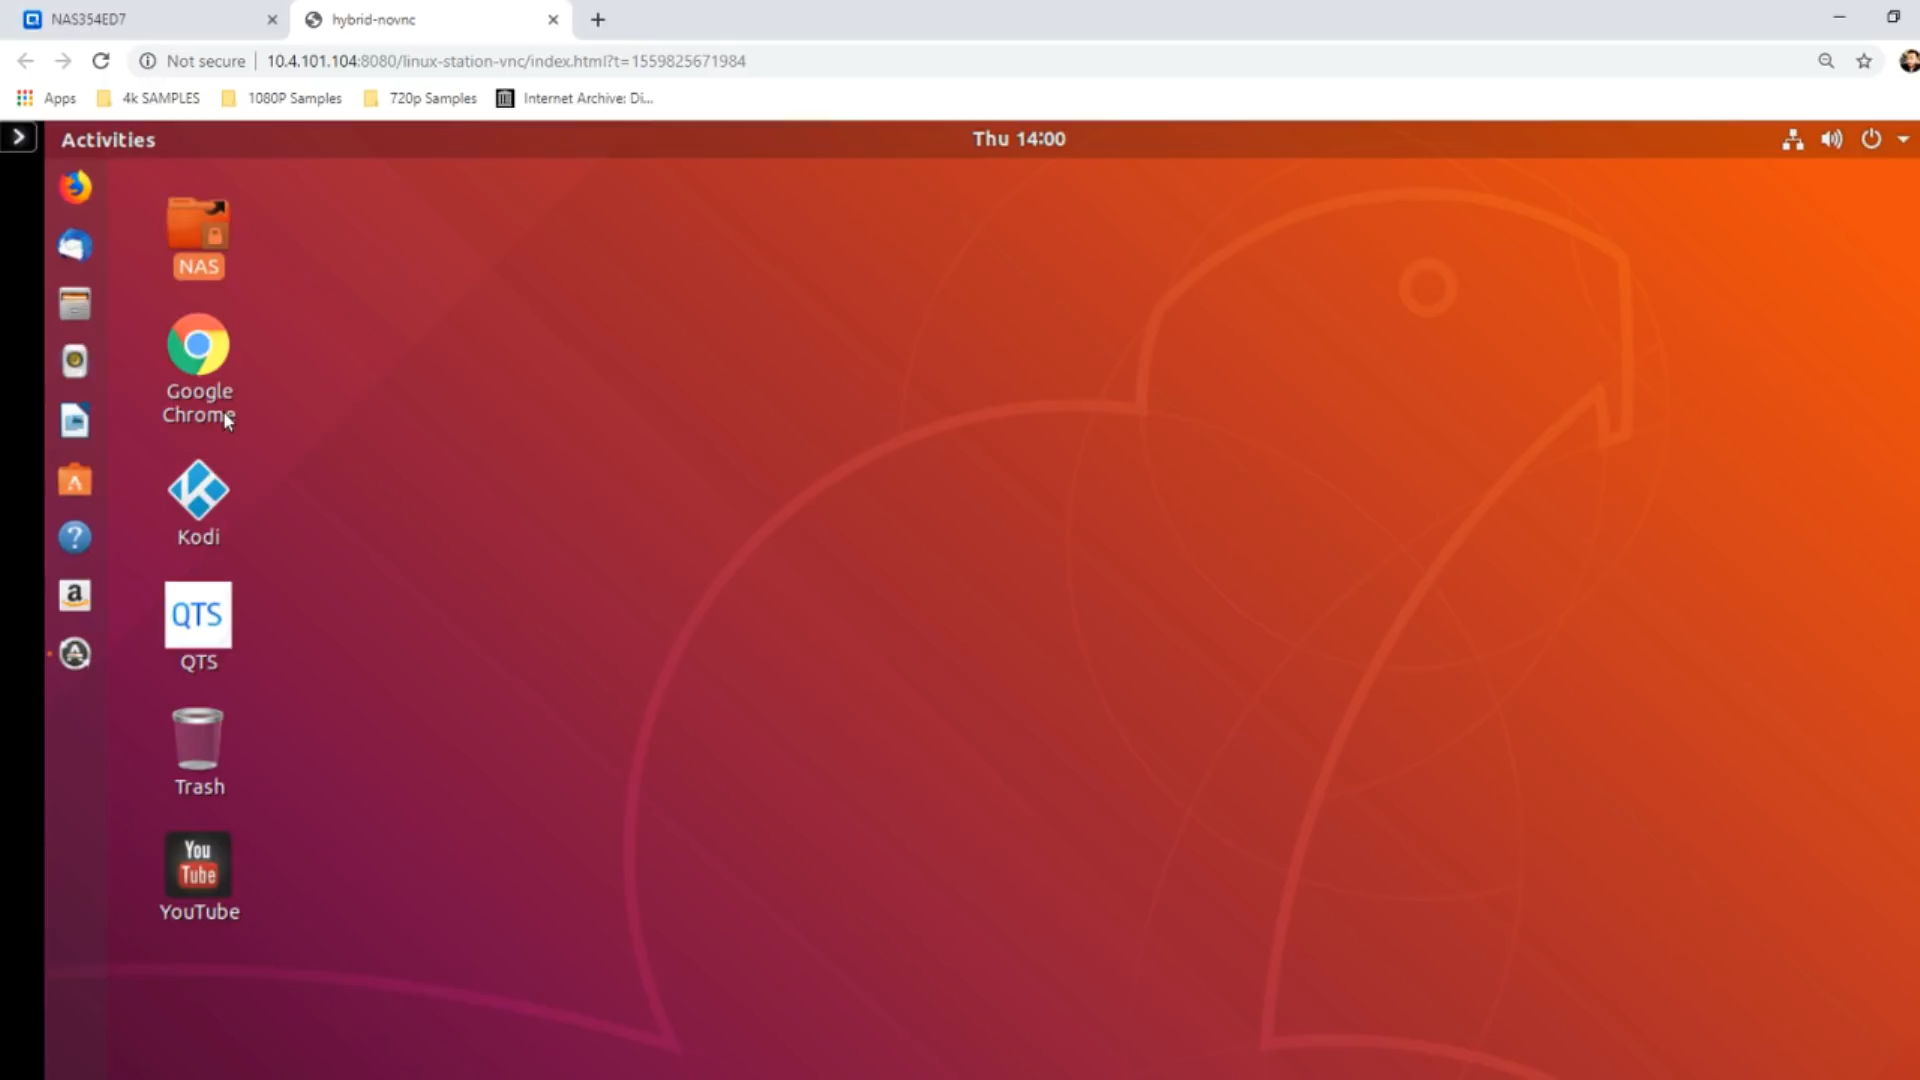 NAS354ED7
hybrid-novnc
Not secure
10.4.101.104:8080/linux-station-vnc/index.html?t=1559825671984
Apps
4k SAMPLES
1080P Samples
720p Samples
Internet Archive: Di...
Activities
Thu 14:00
NAS
Google
Chrome
Kodi
QTS
QTS
Trash
You
Tube
YouTube
A
?
a